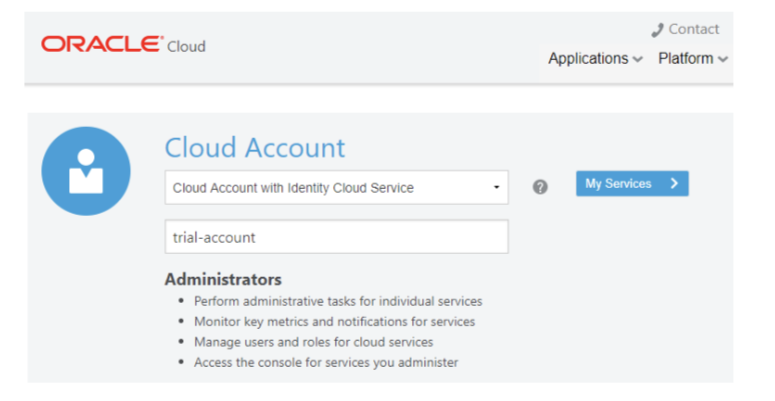 Contact
ORACLE Cloud
Applications Platform
Cloud Account
Cloud Account with Identity Cloud Service
?
My Services
trial-account
Administrators
• Perform administrative tasks for individual services
• Monitor key metrics and notifications for services
• Manage users and roles for cloud services
• Access the console for services you administer